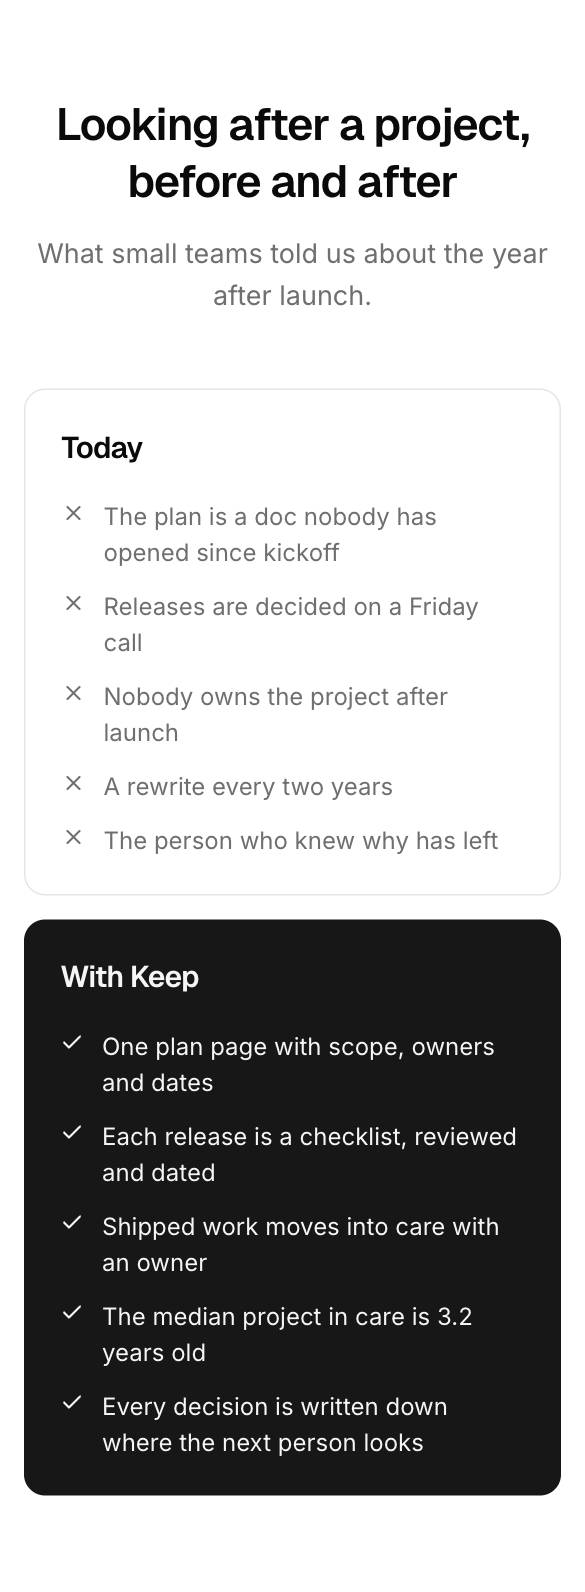 Looking after a project,
before and after
What small teams told us about the year
after launch.
Today
The plan is a doc nobody has
opened since kickoff
Releases are decided on a Friday
call
Nobody owns the project after
launch
A rewrite every two years
The person who knew why has left
With Keep
One plan page with scope, owners
and dates
Each release is a checklist, reviewed
and dated
Shipped work moves into care with
an owner
The median project in care is 3.2
years old
Every decision is written down
where the next person looks